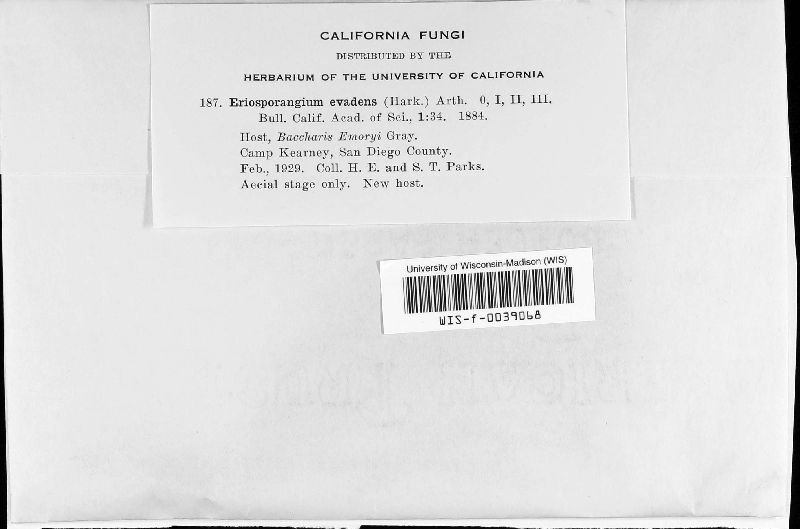 CALIFORNIA FUNGI
DISTRIBUTED BY THE
HERBARIUM OF THE UNIVERSITY OF CALIFORNIA
187. Eriosporangium evadens (Hark.) Arth. 0, I, II, III.
Bull. Calif. Acad. of Sci., 1:34. 1884.
Host, Baccharis Emoryi Gray.
Camp Kearney, San Diego County.
Feb., 1929. Coll. H. E. and S. T. Parks.
Aecial stage only. New host.
University of Wisconsin-Madison (WIS)
WIS-f-0039068